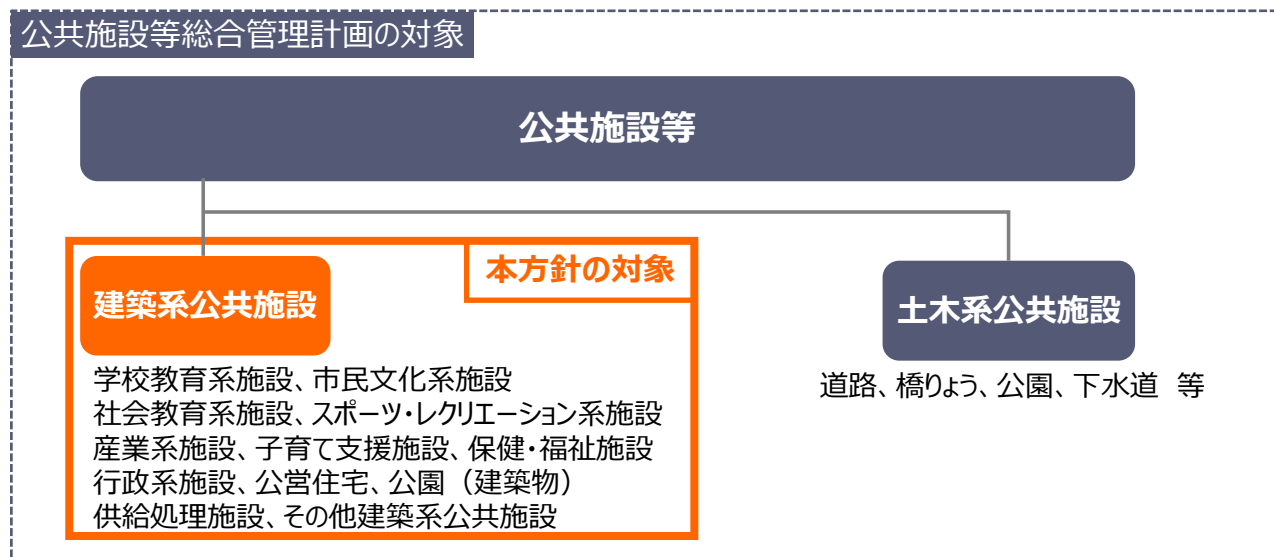 公共施設等総合管理計画の対象
公共施設等
本方針の対象
建築系公共施設
学校教育系施設、市民文化系施設
社会教育系施設、スポーツ・レクリエーション系施設
産業系施設、子育て支援施設、保健・福祉施設
行政系施設、公営住宅、公園（建築物）
供給処理施設、その他建築系公共施設
土木系公共施設
道路、橋りょう、公園、下水道　等